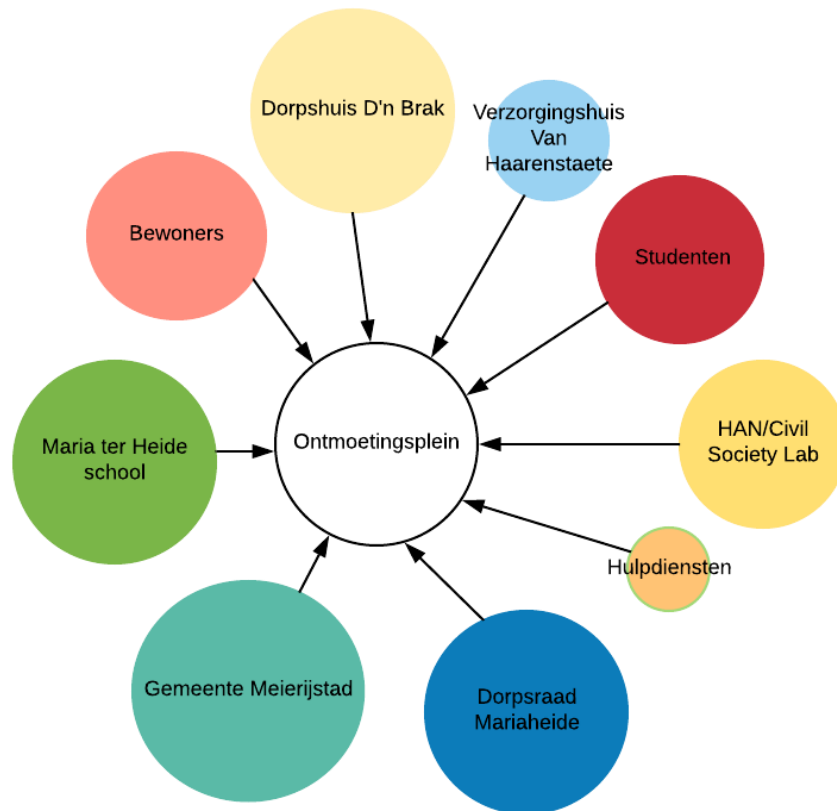 Dorpshuis D'n Brak
Verzorgingshuis
Van
Haarenstaete
Bewoners
Studenten
Maria ter Heide
school
Ontmoetingsplein
HAN/Civil
Society Lab
Hulpdiensten
Gemeente Meierijstad
Dorpsraad
Mariaheide